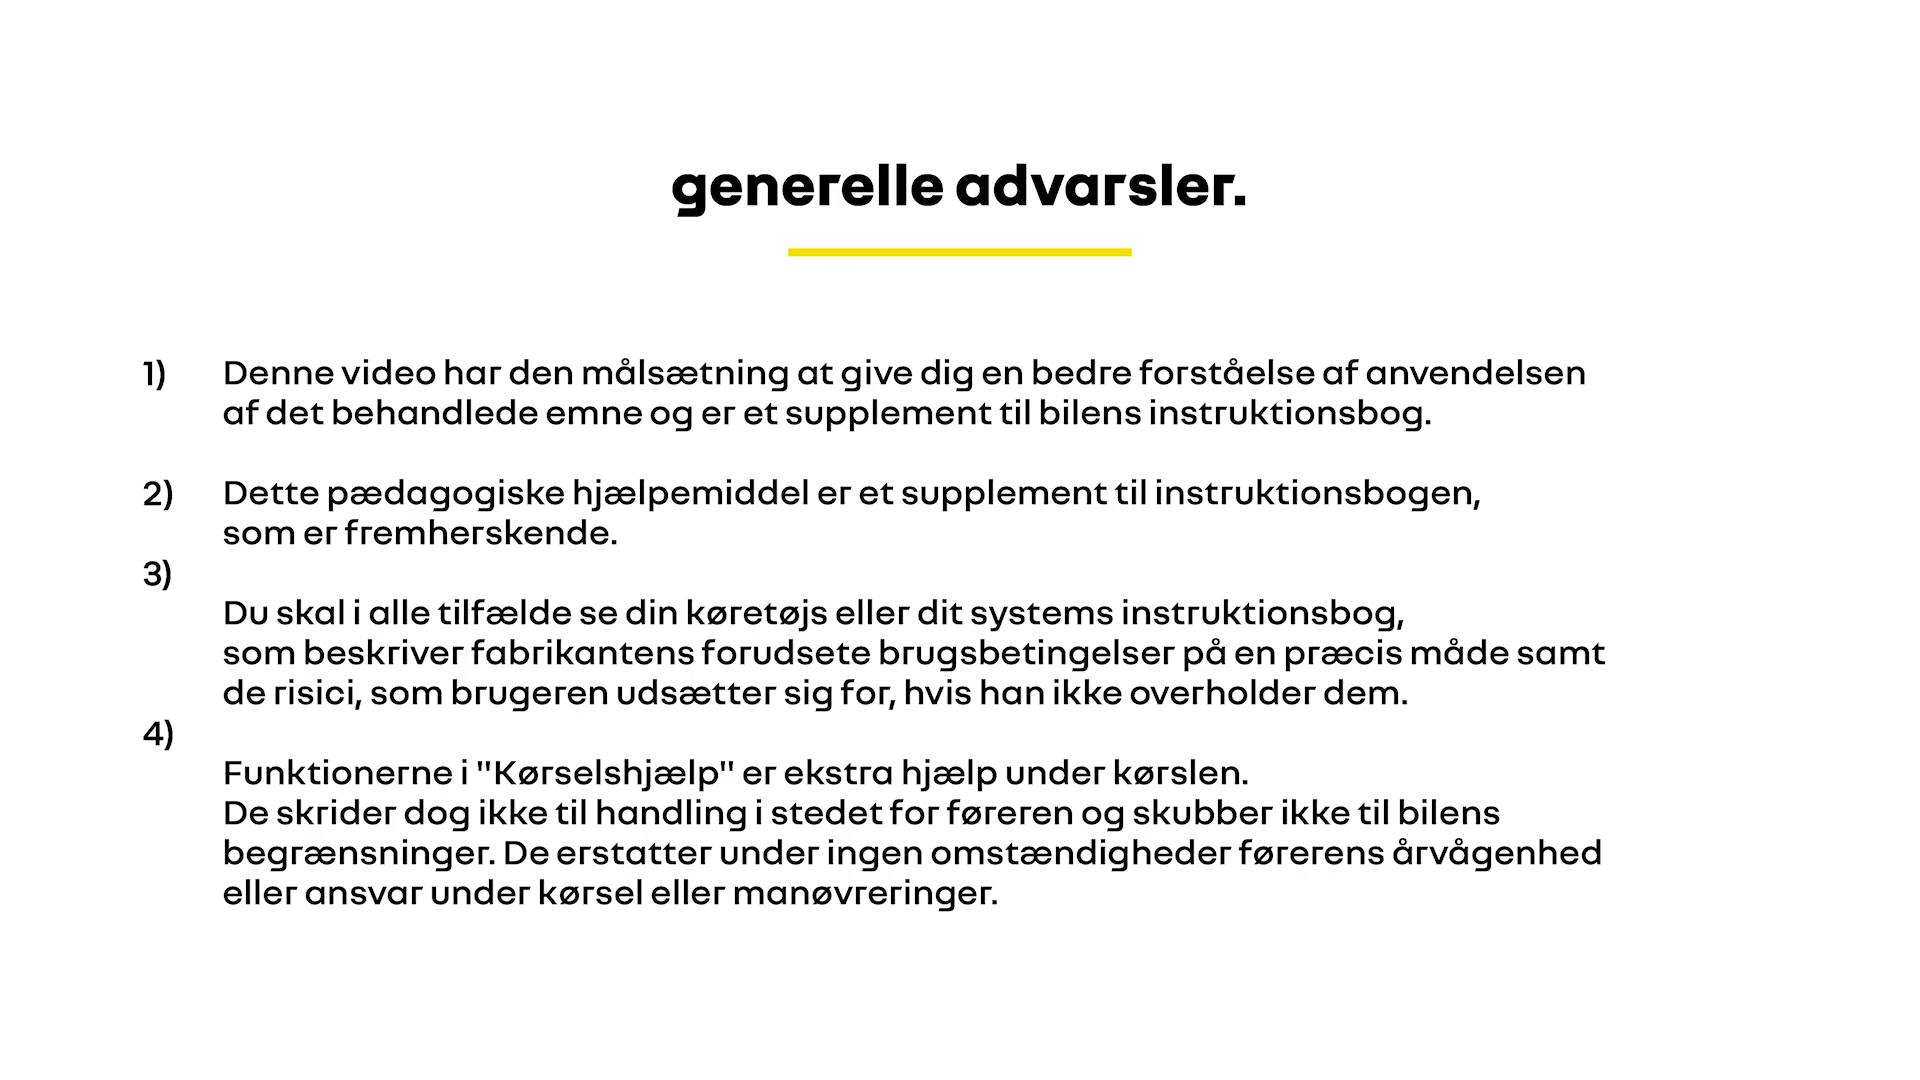 generelle advarsler.
1) Denne video har den målsætning at give dig en bedre forståelse af anvendelsen
af det behandlede emne og er et supplement til bilens instruktionsbog.
2) Dette pædagogiske hjælpemiddel er et supplement til instruktionsbogen,
som er fremherskende.
3)
Du skal i alle tilfælde se din køretøjs eller dit systems instruktionsbog,
som beskriver fabrikantens forudsete brugsbetingelser på en præcis måde samt
de risici, som brugeren udsætter sig for, hvis han ikke overholder dem.
4)
Funktionerne i "Kørselshjælp" er ekstra hjælp under kørslen.
De skrider dog ikke til handling i stedet for føreren og skubber ikke til bilens
begrænsninger. De erstatter under ingen omstændigheder førerens årvågenhed
eller ansvar under kørsel eller manøvreringer.